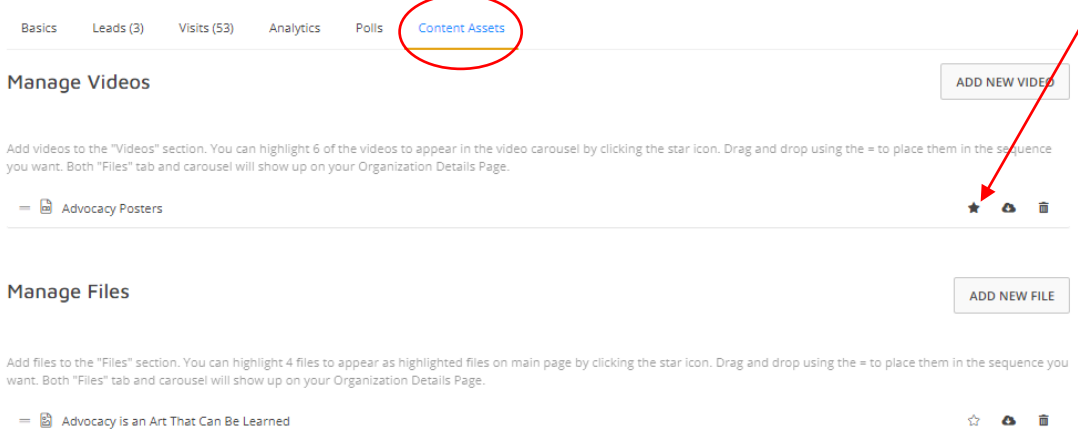 Basics Leads (3) Visits (53) Analytics Polls Content Assets
Manage Videos
ADD NEW VIDEO
Add videos to the "Videos" section. You can highlight 6 of the videos to appear in the video carousel by clicking the star icon. Drag and drop using the = to place them in the sequence
you want. Both "Files" tab and carousel will show up on your Organization Details Page.
Advocacy Posters
Manage Files
ADD NEW FILE
Add files to the "Files" section. You can highlight 4 files to appear as highlighted files on main page by clicking the star icon. Drag and drop using the = to place them in the sequence you
want. Both "Files" tab and carousel will show up on your Organization Details Page.
Advocacy is an Art That Can Be Learned